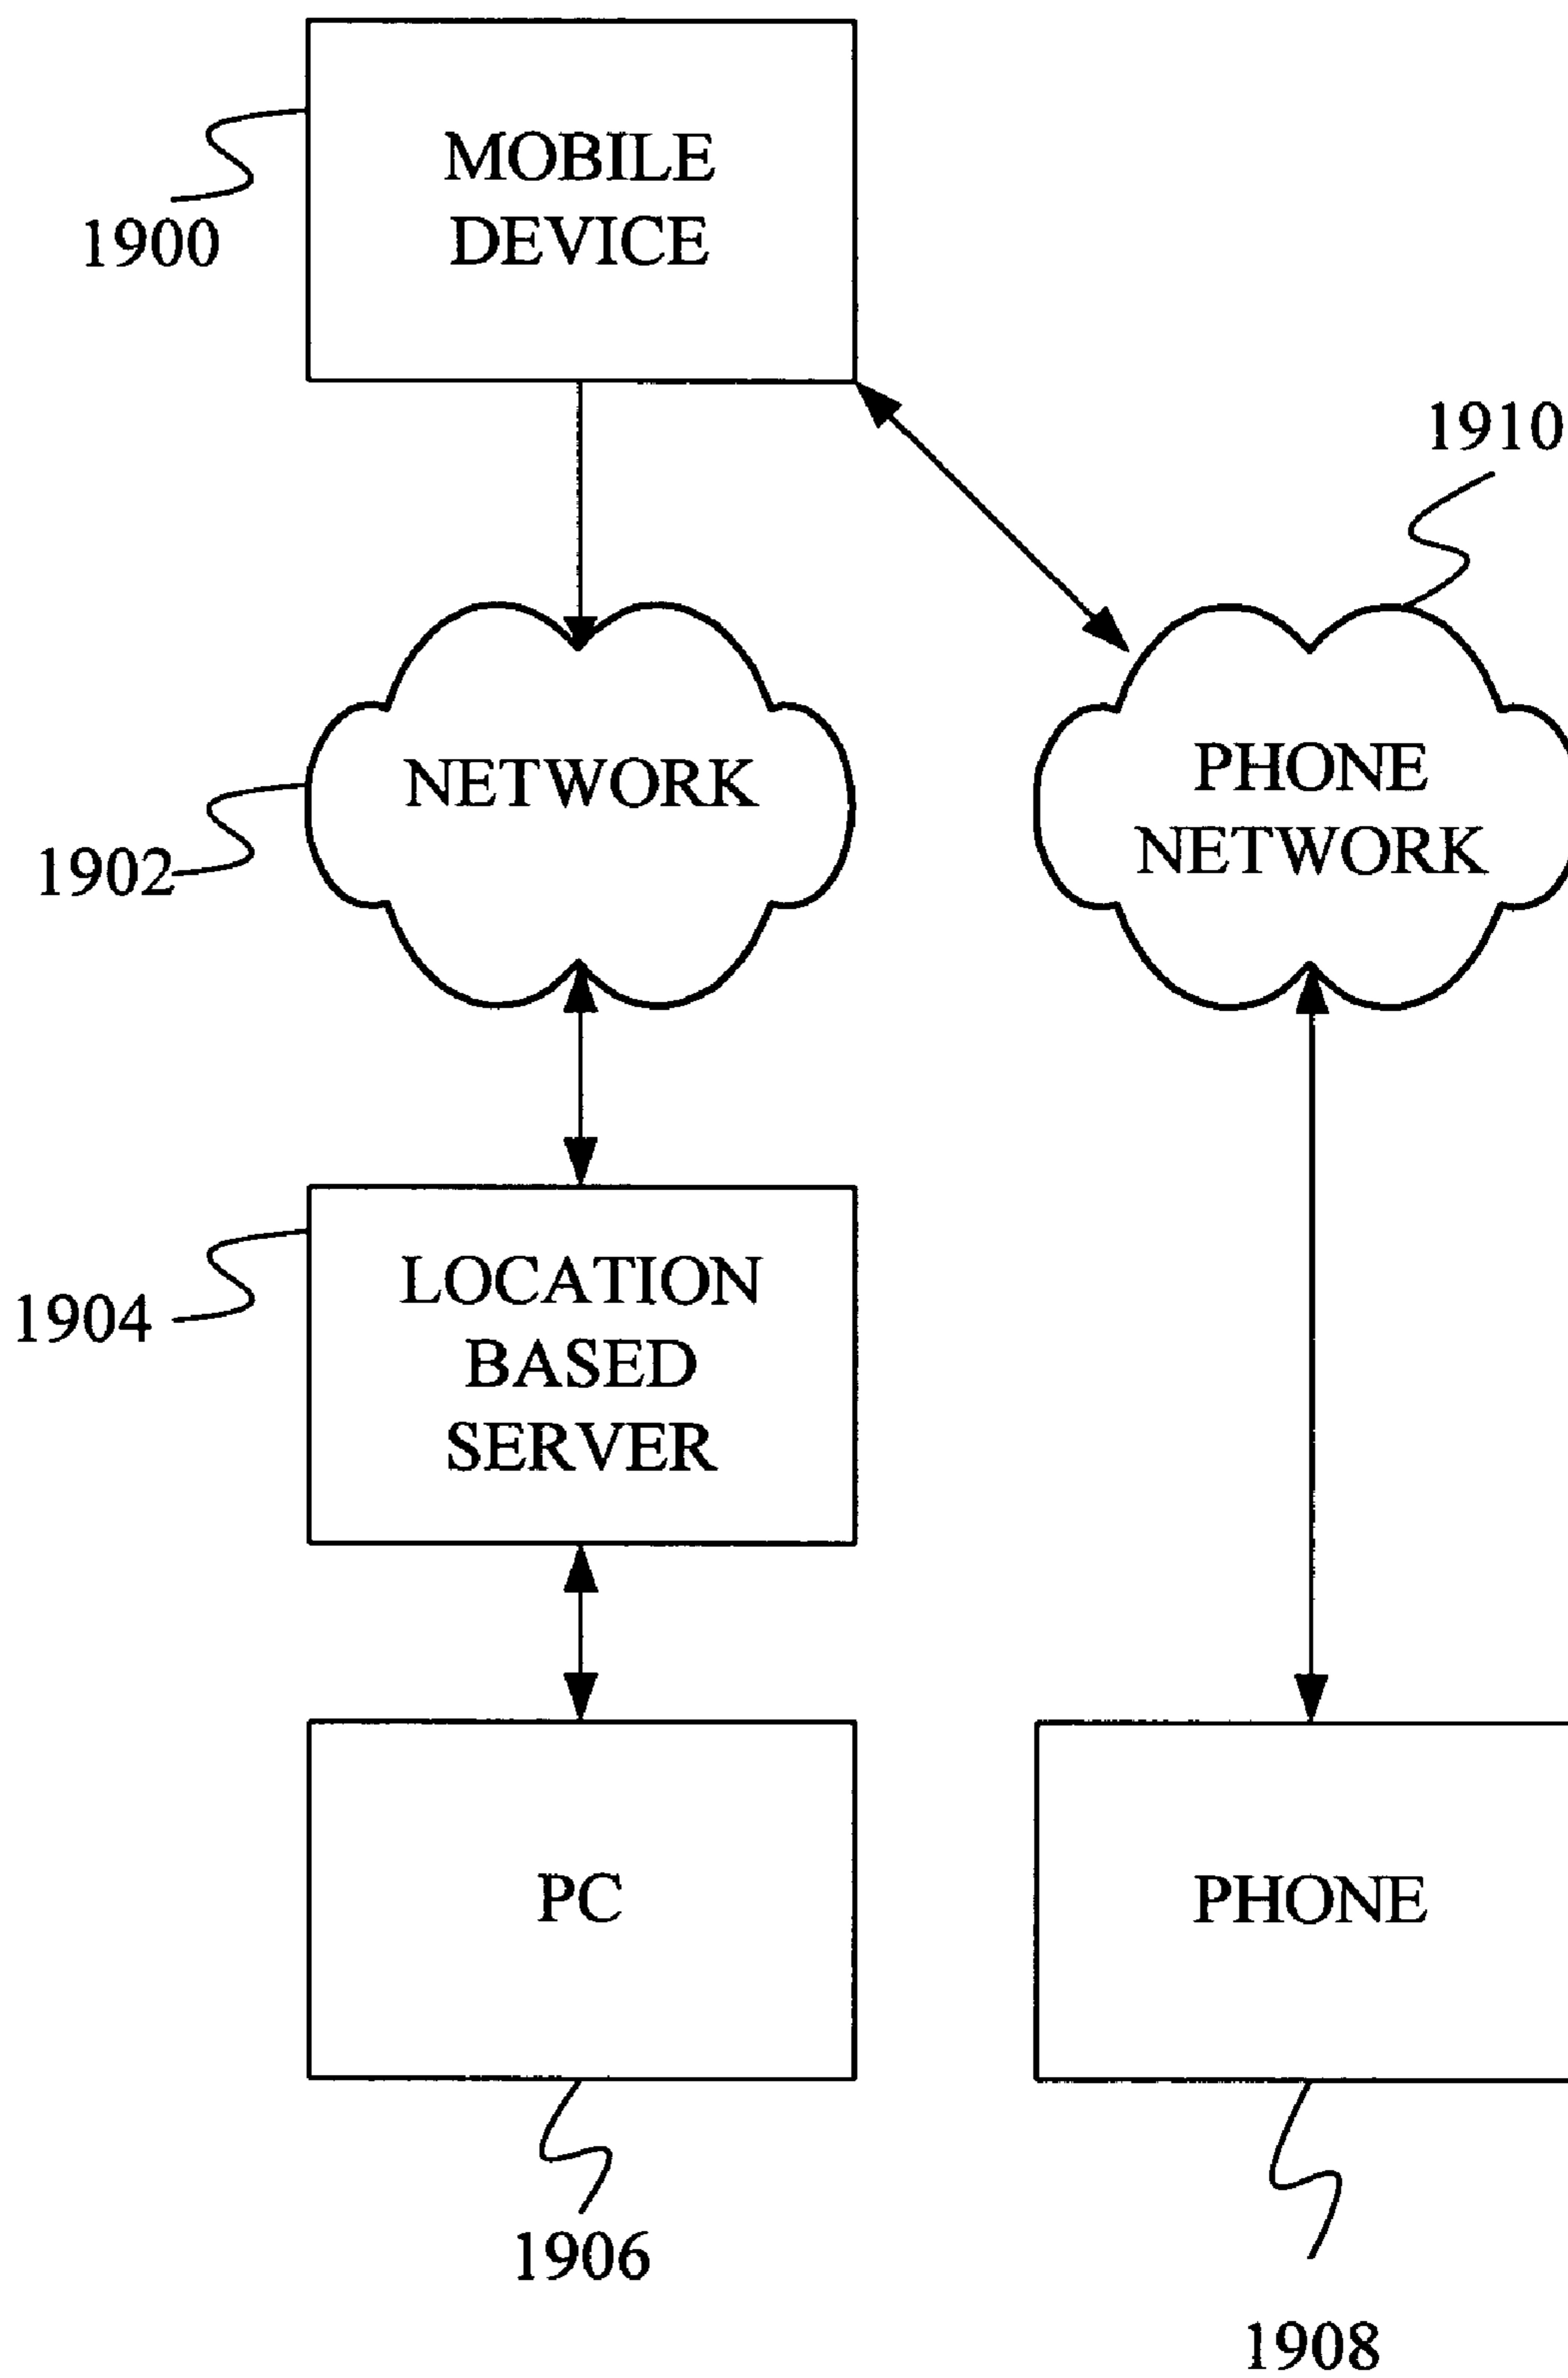 MOBILE
DEVICE
1900
1910
NETWORK
1902
PHONE
NETWORK
LOCATION
BASED
SERVER
1904
PC
PHONE
1906
1908